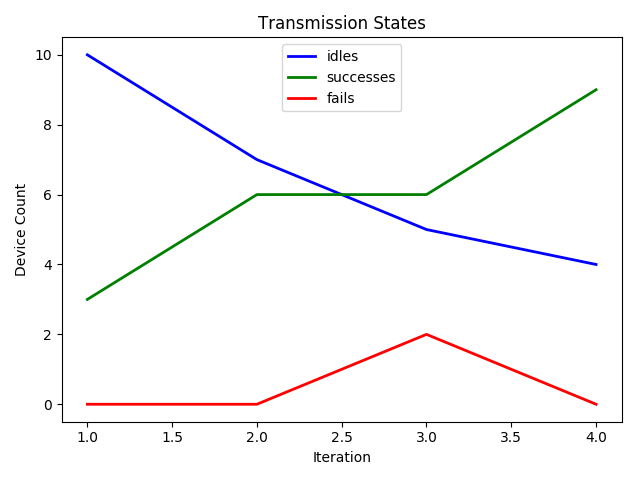 Transmission States
idles
successes
fails
Device Count
10
8
6
4
2
0
1.0 1.5 2.0 2.5 3.0 3.5 4.0
Iteration